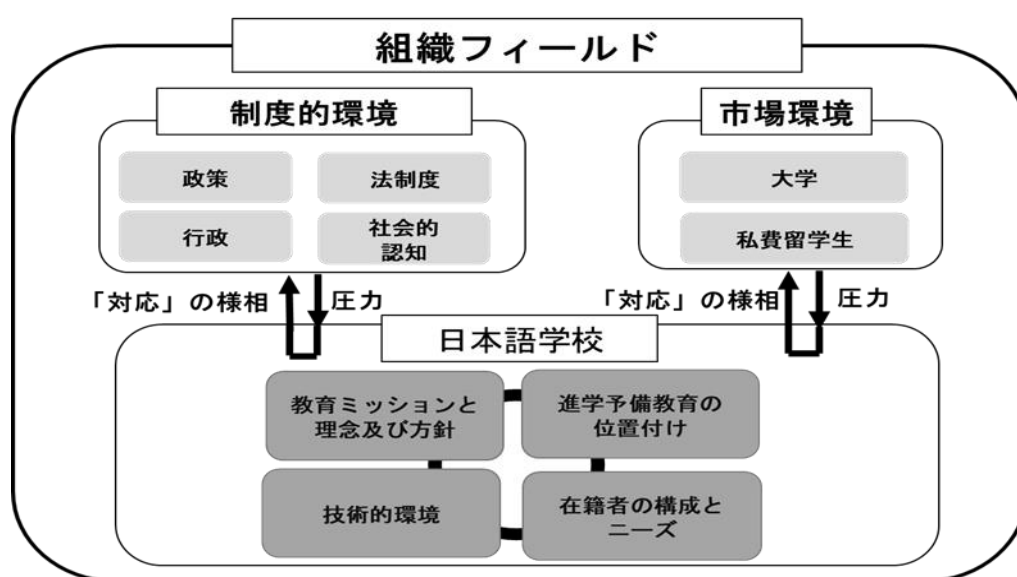 組織フィールド
制度的環境
政策
法制度
行政
社会的
認知
市場環境
大学
私費留学生
「対応」の様相
圧力
「対応」の様相
圧力
日本語学校
教育ミッションと
理念及び方針
進学予備教育の
位置付け
技術的環境
在籍者の構成と
ニーズ